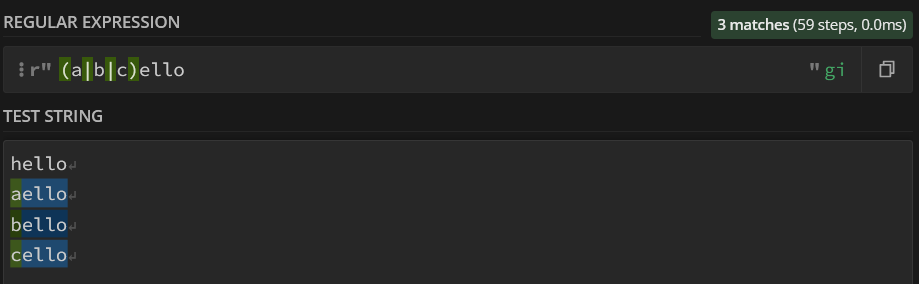 REGULAR EXPRESSION
3 matches (59 steps, 0.0ms)
r" (a|b|c)ello " gi
TEST STRING
hello↵
aello↵
bello↵
cello↵